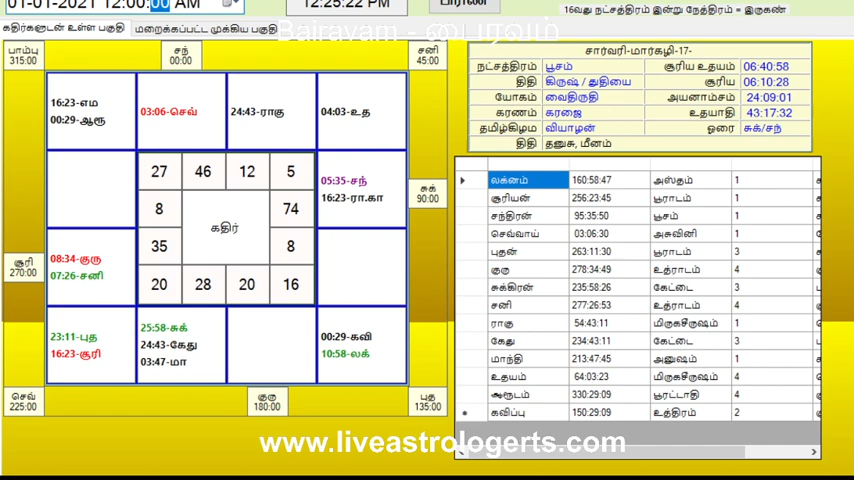 01-01-2021 12:00:00 AM
12:25:22 PM
16வது நட்சத்திரம் இன்று நேத்திரம் = இருகண்
கதிர்களுடன் உள்ள பகுதி
மறைக்கப்பட்ட முக்கிய பகுதி
Bairavam - பைரவம்
பாம்பு
315:00
சந்
00:00
சனி
45:00
சார்வரி-மார்கழி-17-
நட்சத்திரம் பூசம் சூரிய உதயம் 06:40:58
திதி கிருஷ் / துதியை சூரிய 06:10:28
யோகம் வைதிருதி அயனாம்சம் 24:09:01
கரணம் கரஜை உதயாதி 43:17:32
தமிழ்கிழம வியாழன் ஓரை சுக்/சந்
திதி தனுசு, மீனம்
16:23-எம
00:29-ஆரூ
03:06-செவ்
24:43-ராகு
04:03-உத
27 46 12 5
8 74
35 8
20 28 20 16
கதிர்
05:35-சந்
16:23-ரா.கா
சுக்
90:00
சூரி
270:00
08:34-குரு
07:26-சனி
23:11-புத
16:23-சூரி
25:58-சுக்
24:43-கேது
03:47-மா
00:29-கவி
10:58-லக்
செவ்
225:00
குரு
180:00
புத
135:00
லக்னம் 160:58:47 அஸ்தம் 1
சூரியன் 256:23:45 பூராடம் 1
சந்திரன் 95:35:50 பூசம் 1
செவ்வாய் 03:06:30 அசுவினி 1
புதன் 263:11:30 பூராடம் 3
குரு 278:34:49 உத்ராடம் 4
சுக்கிரன் 235:58:26 கேட்டை 3
சனி 277:26:53 உத்ராடம் 4
ராகு 54:43:11 மிருகசீருஷம் 1
கேது 234:43:11 கேட்டை 3
மாந்தி 213:47:45 அனுஷம் 1
உதயம் 64:03:23 மிருகசீருஷம் 4
ஆரூடம் 330:29:09 பூரட்டாதி 4
கவிப்பு 150:29:09 உத்திரம் 2
www.liveastrologerts.com